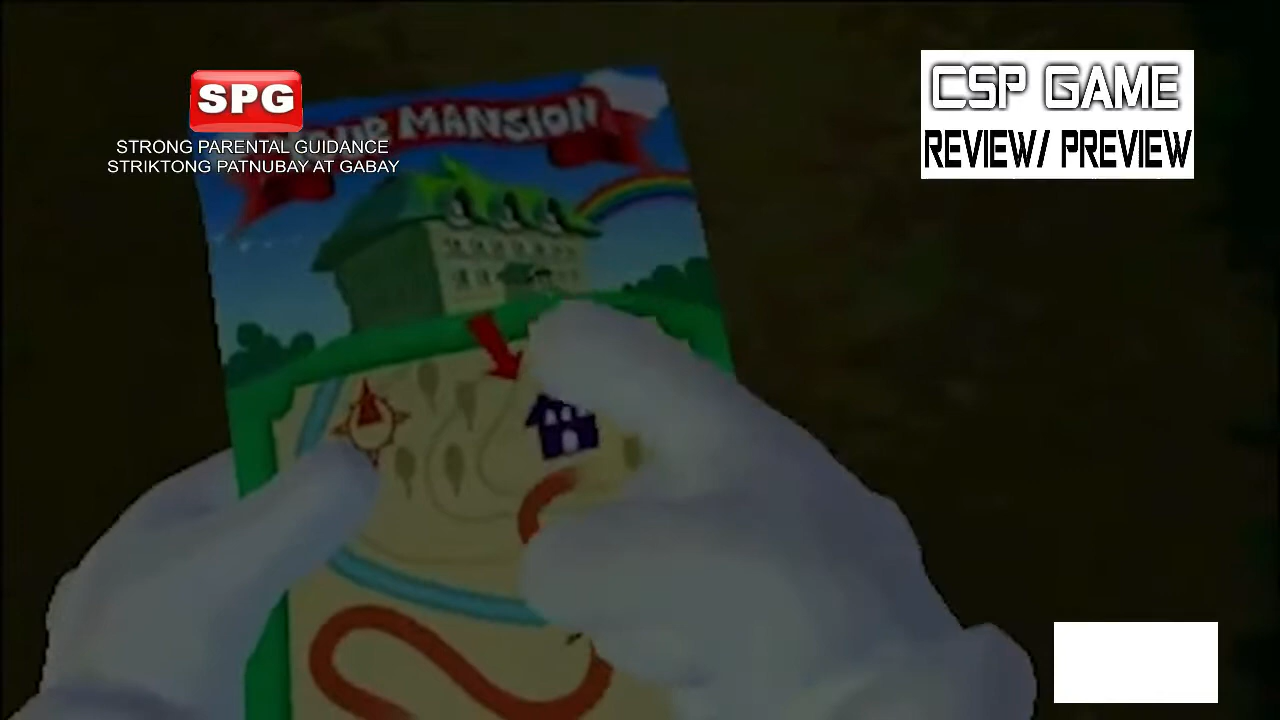 SPG
STRONG PARENTAL GUIDANCE
STRIKTONG PATNUBAY AT GABAY
MANSION
CSP GAME
REVIEW/ PREVIEW